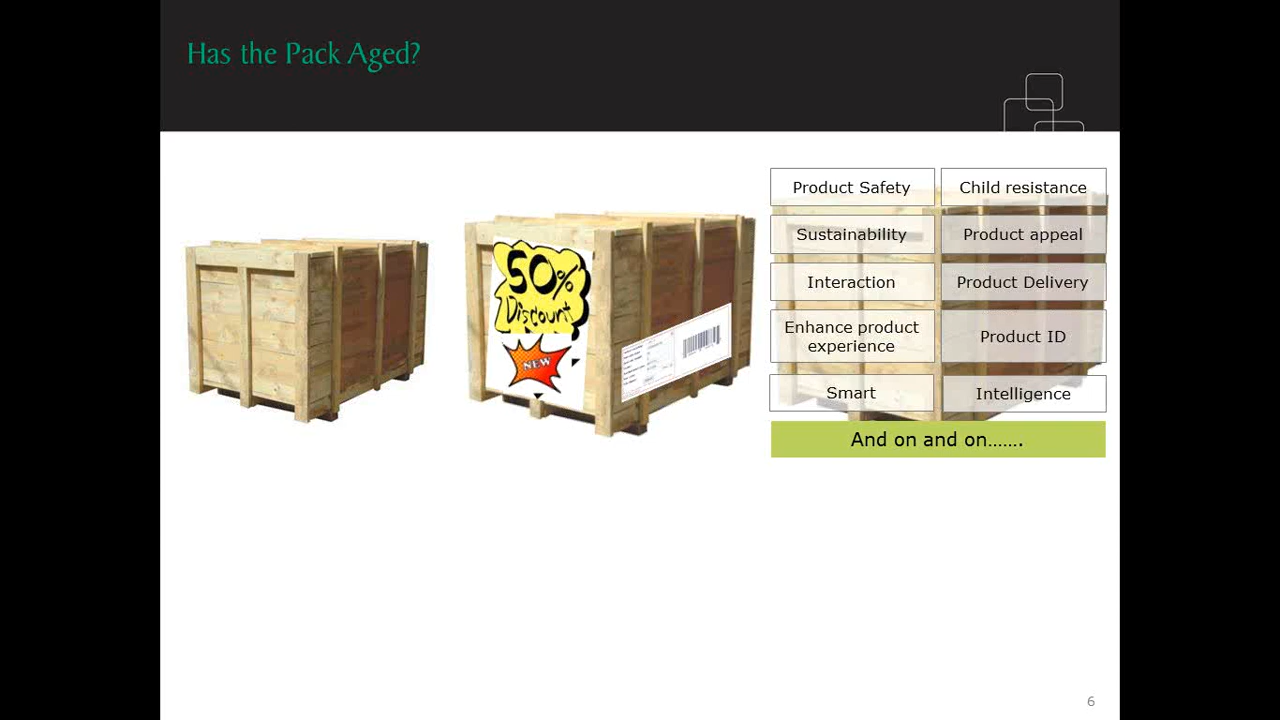 Has the Pack Aged?
50%
Discount
NEW
Product Safety
Child resistance
Sustainability
Product appeal
Interaction
Product Delivery
Enhance product
experience
Product ID
Smart
Intelligence
And on and on…….
6